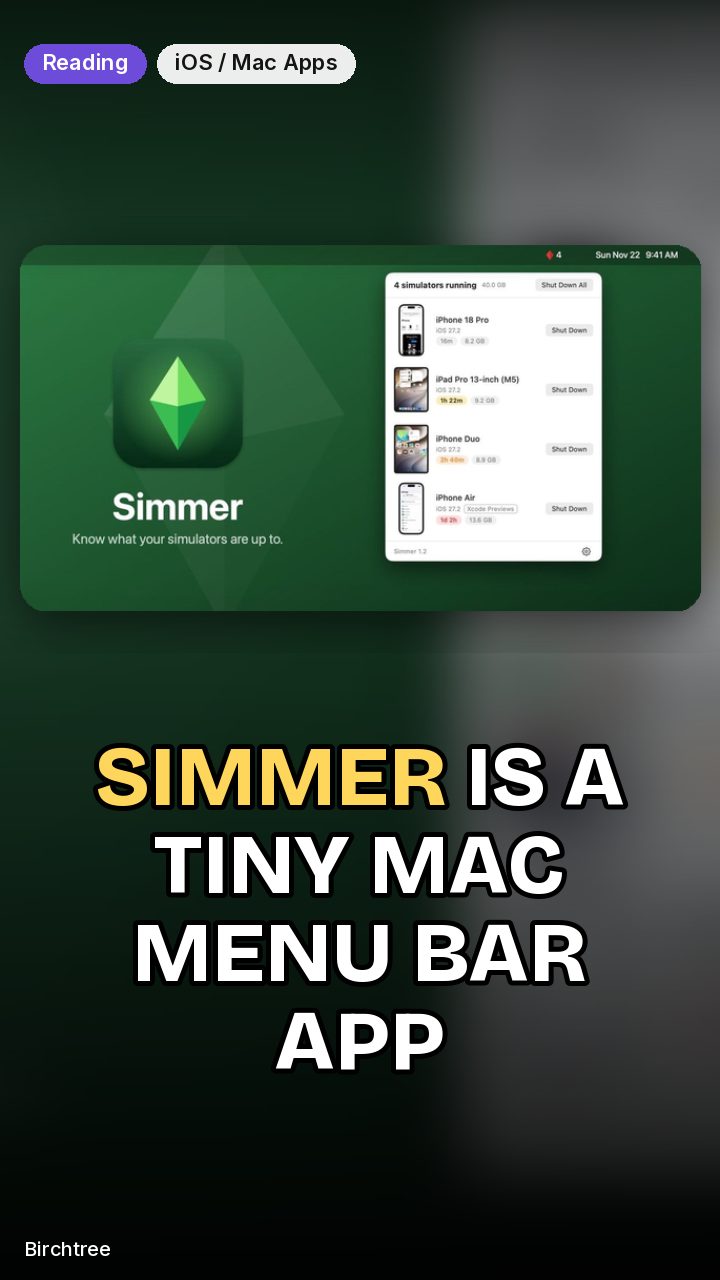 Reading
iOS / Mac Apps
4
Sun Nov 22 9:41 AM
4 simulators running 40.0 GB
Shut Down All
iPhone 18 Pro
iOS 27.2
16m 8.2 GB
Shut Down
iPad Pro 13-inch (M5)
iOS 27.2
1h 22m 9.2 GB
Shut Down
iPhone Duo
iOS 27.2
2h 46m 8.9 GB
Shut Down
iPhone Air
iOS 27.2 Xcode Previews
1d 2h 13.6 GB
Shut Down
Simmer 1.2
Simmer
Know what your simulators are up to.
SIMMER IS A
TINY MAC
MENU BAR
APP
Birchtree